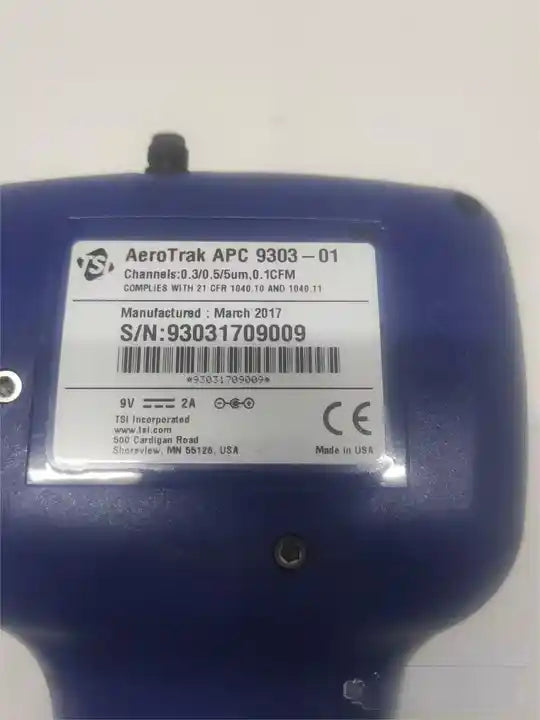 TSI
AeroTrak APC 9303-01
Channels:0.3/0.5/5um,0.1CFM
COMPLIES WITH 21 CFR 1040.10 AND 1040.11
Manufactured : March 2017
S/N:93031709009
*93031709009*
9V 2A
TSI Incorporated
www.tsi.com
500 Cardigan Road
Shoreview, MN 55126, USA
CE
Made in USA